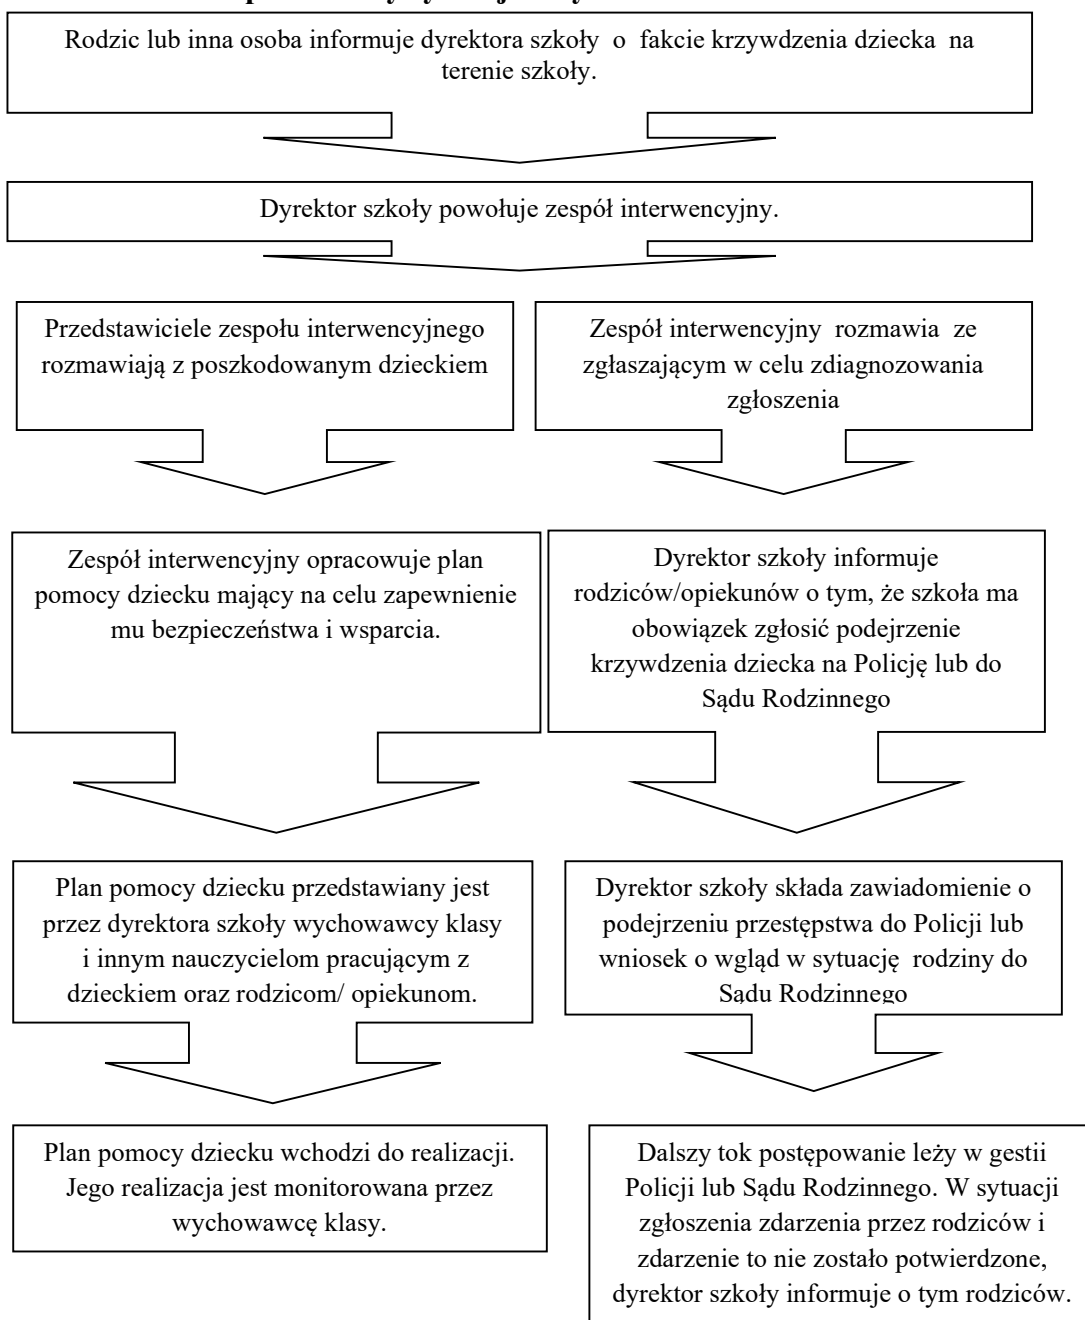 Rodzic lub inna osoba informuje dyrektora szkoły o fakcie krzywdzenia dziecka na
terenie szkoły.
Dyrektor szkoły powołuje zespół interwencyjny.
Przedstawiciele zespołu interwencyjnego
rozmawiają z poszkodowanym dzieckiem
Zespół interwencyjny rozmawia ze
zgłaszającym w celu zdiagnozowania
zgłoszenia
Zespół interwencyjny opracowuje plan
pomocy dziecku mający na celu zapewnienie
mu bezpieczeństwa i wsparcia.
Dyrektor szkoły informuje
rodziców/opiekunów o tym, że szkoła ma
obowiązek zgłosić podejrzenie
krzywdzenia dziecka na Policję lub do
Sądu Rodzinnego
Plan pomocy dziecku przedstawiany jest
przez dyrektora szkoły wychowawcy klasy
i innym nauczycielom pracującym z
dzieckiem oraz rodzicom/ opiekunom.
Dyrektor szkoły składa zawiadomienie o
podejrzeniu przestępstwa do Policji lub
wniosek o wgląd w sytuację rodziny do
Sądu Rodzinnego
Plan pomocy dziecku wchodzi do realizacji.
Jego realizacja jest monitorowana przez
wychowawcę klasy.
Dalszy tok postępowanie leży w gestii
Policji lub Sądu Rodzinnego. W sytuacji
zgłoszenia zdarzenia przez rodziców i
zdarzenie to nie zostało potwierdzone,
dyrektor szkoły informuje o tym rodziców.